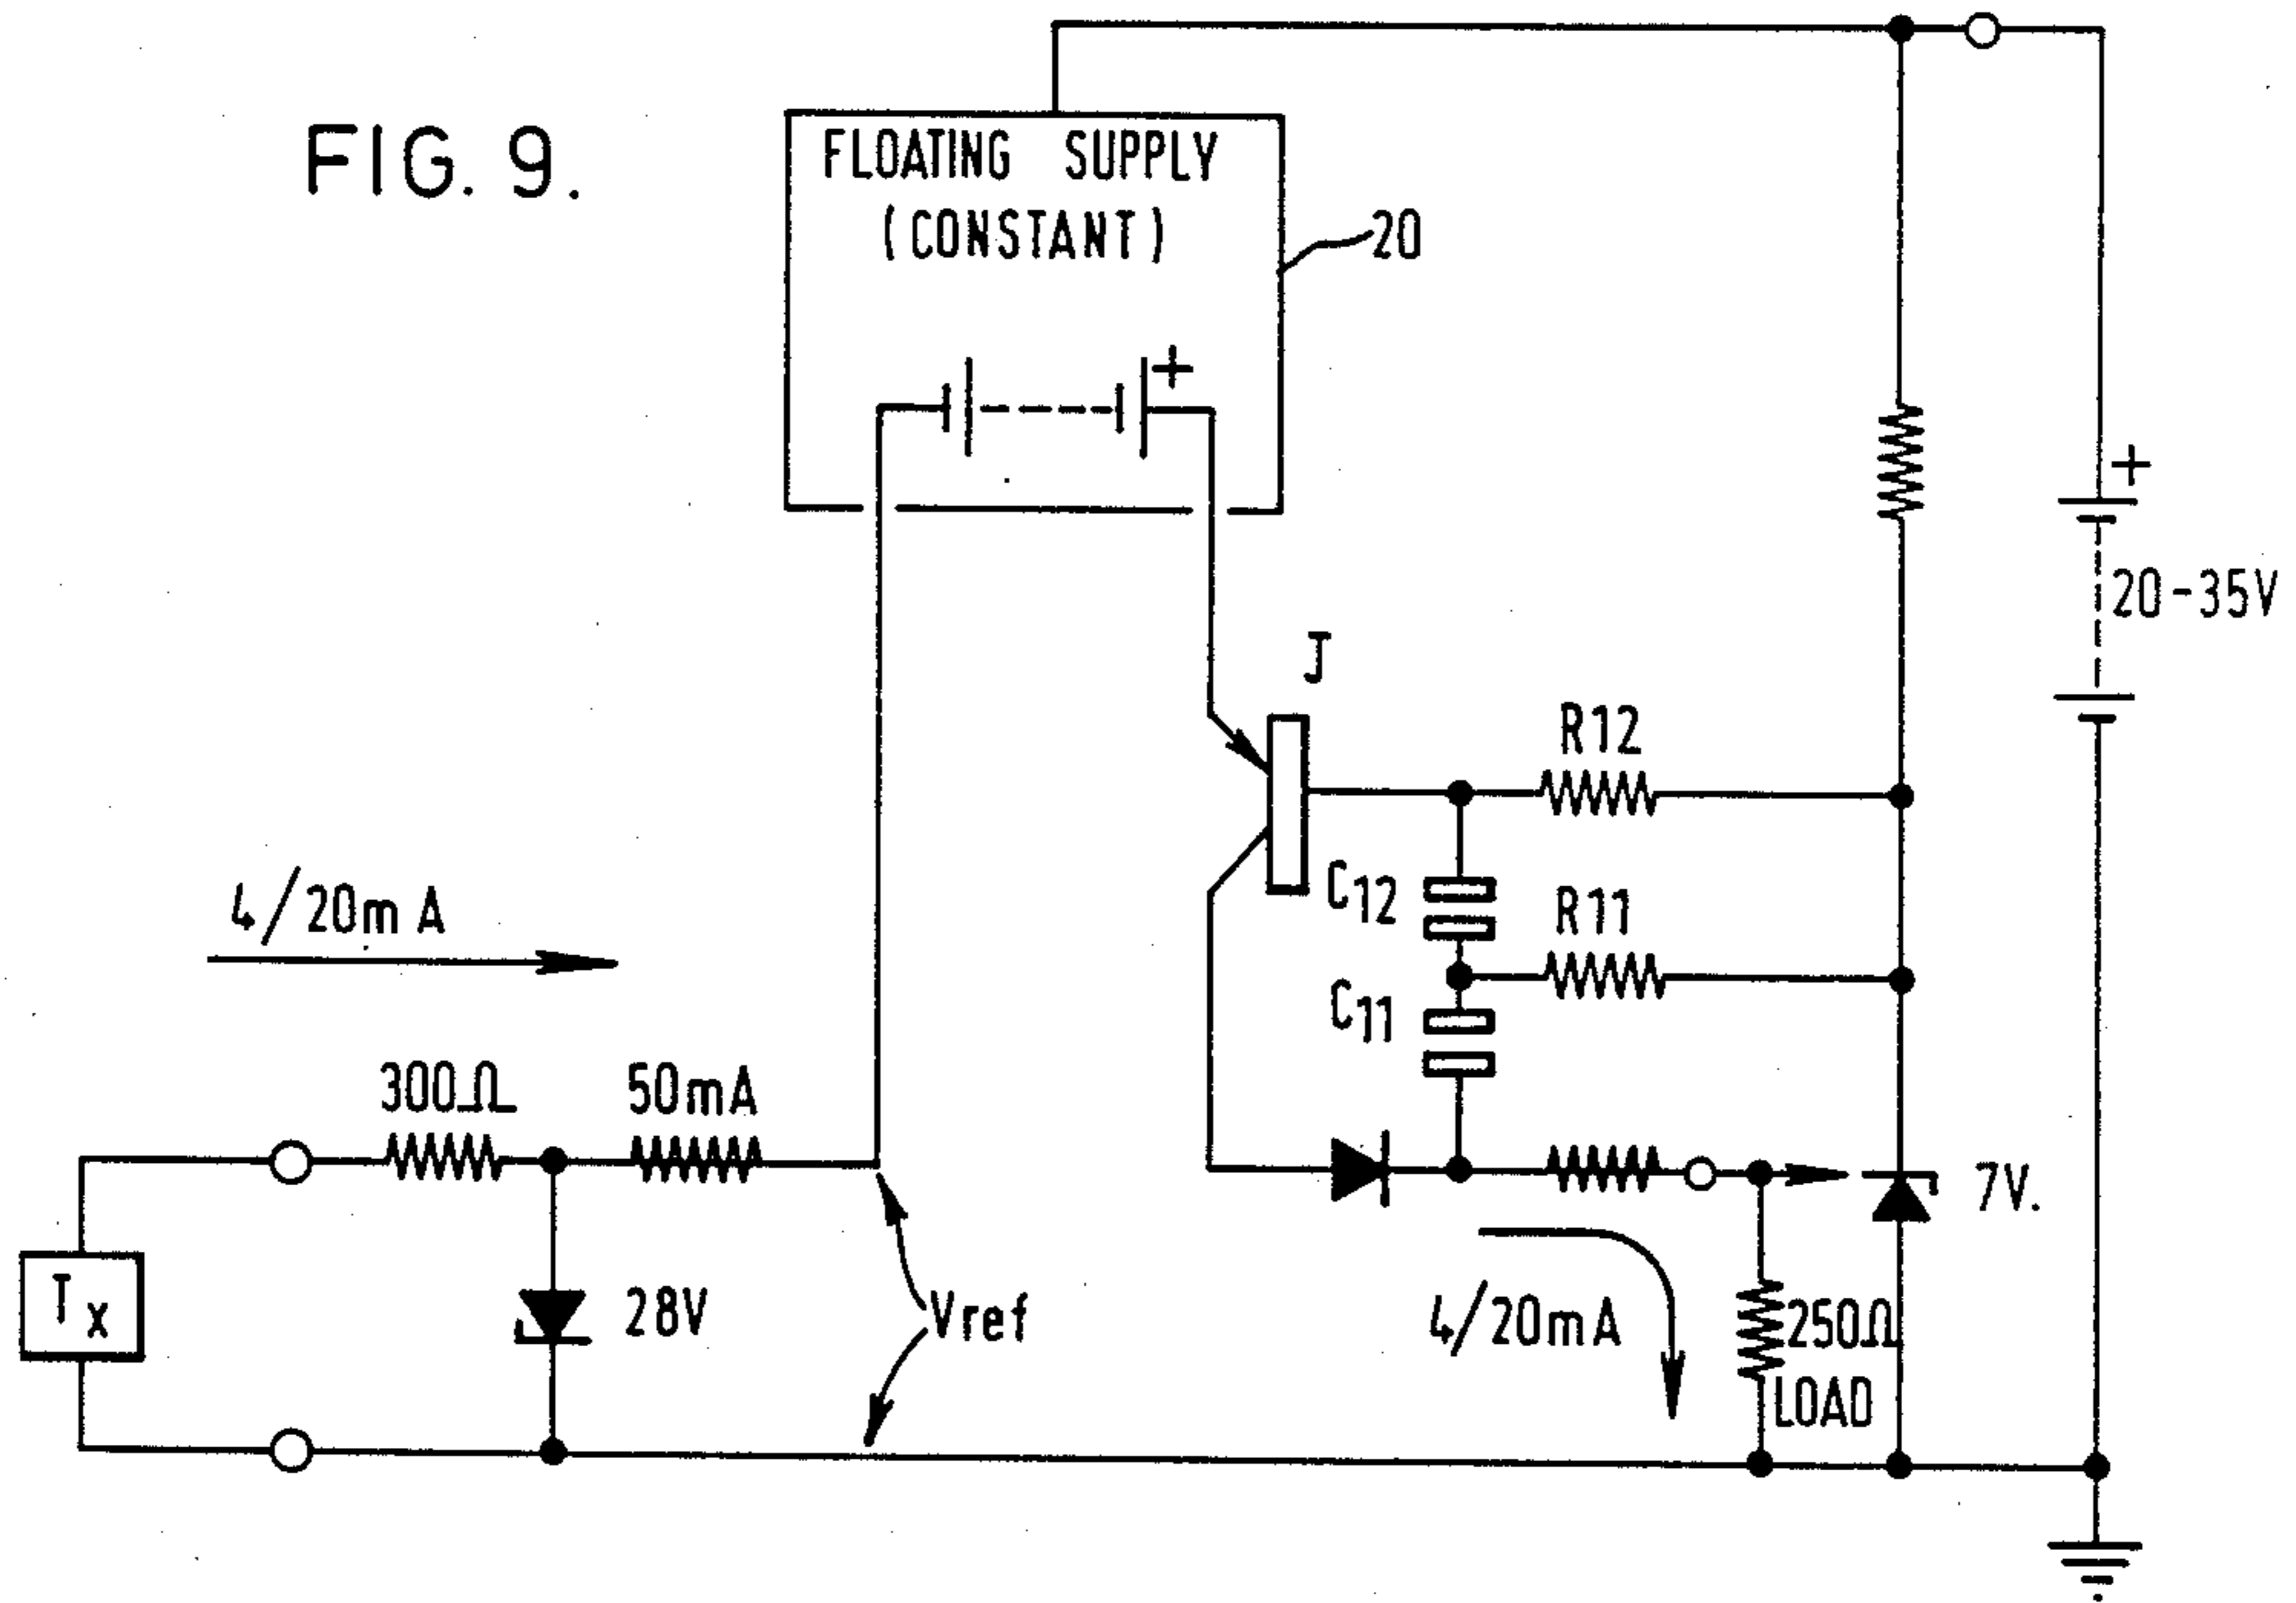 FIG. 9.
FLOATING SUPPLY
(CONSTANT)
20
+
+
20-35V
J
R12
C12
R11
C11
4/20mA
300Ω
50mA
Tx
28V
Vref
4/20mA
250Ω
LOAD
7V.